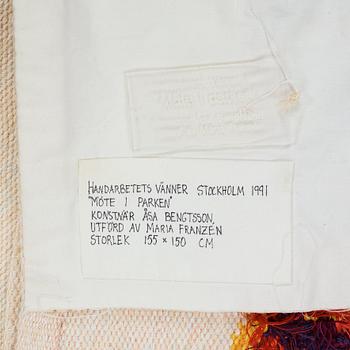 HANDARBETETS VÄNNER STOCKHOLM 1991
"MÖTE I PARKEN"
KONSTNÄR ÅSA BENGTSSON,
UTFÖRD AV MARIA FRANZÉN
STORLEK 155 × 150 CM